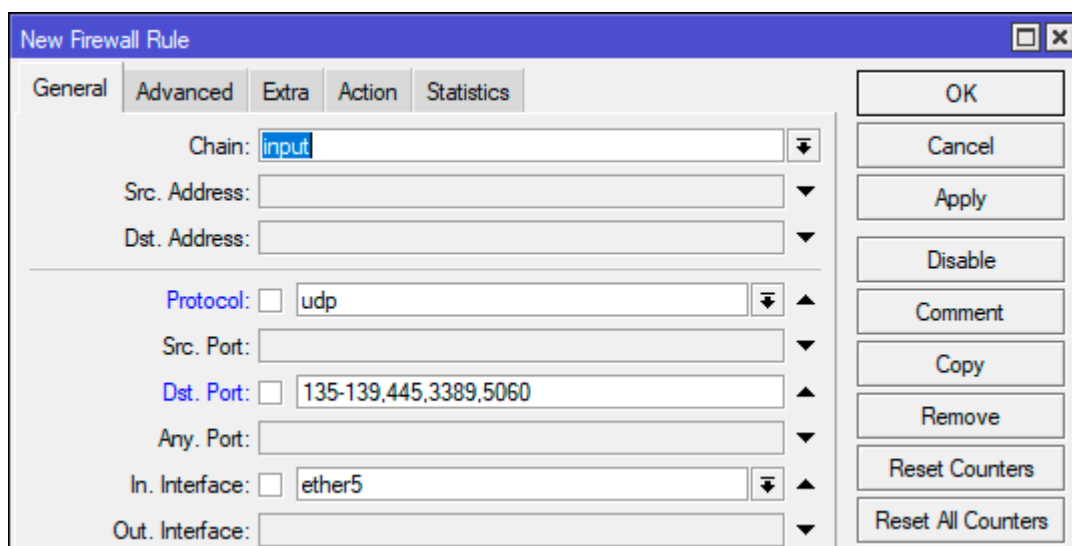 New Firewall Rule
General Advanced Extra Action Statistics
OK
Chain: input
Cancel
Src. Address:
Apply
Dst. Address:
Disable
Protocol: udp
Comment
Src. Port:
Copy
Dst. Port: 135-139,445,3389,5060
Remove
Any. Port:
Reset Counters
In. Interface: ether5
Reset All Counters
Out. Interface: